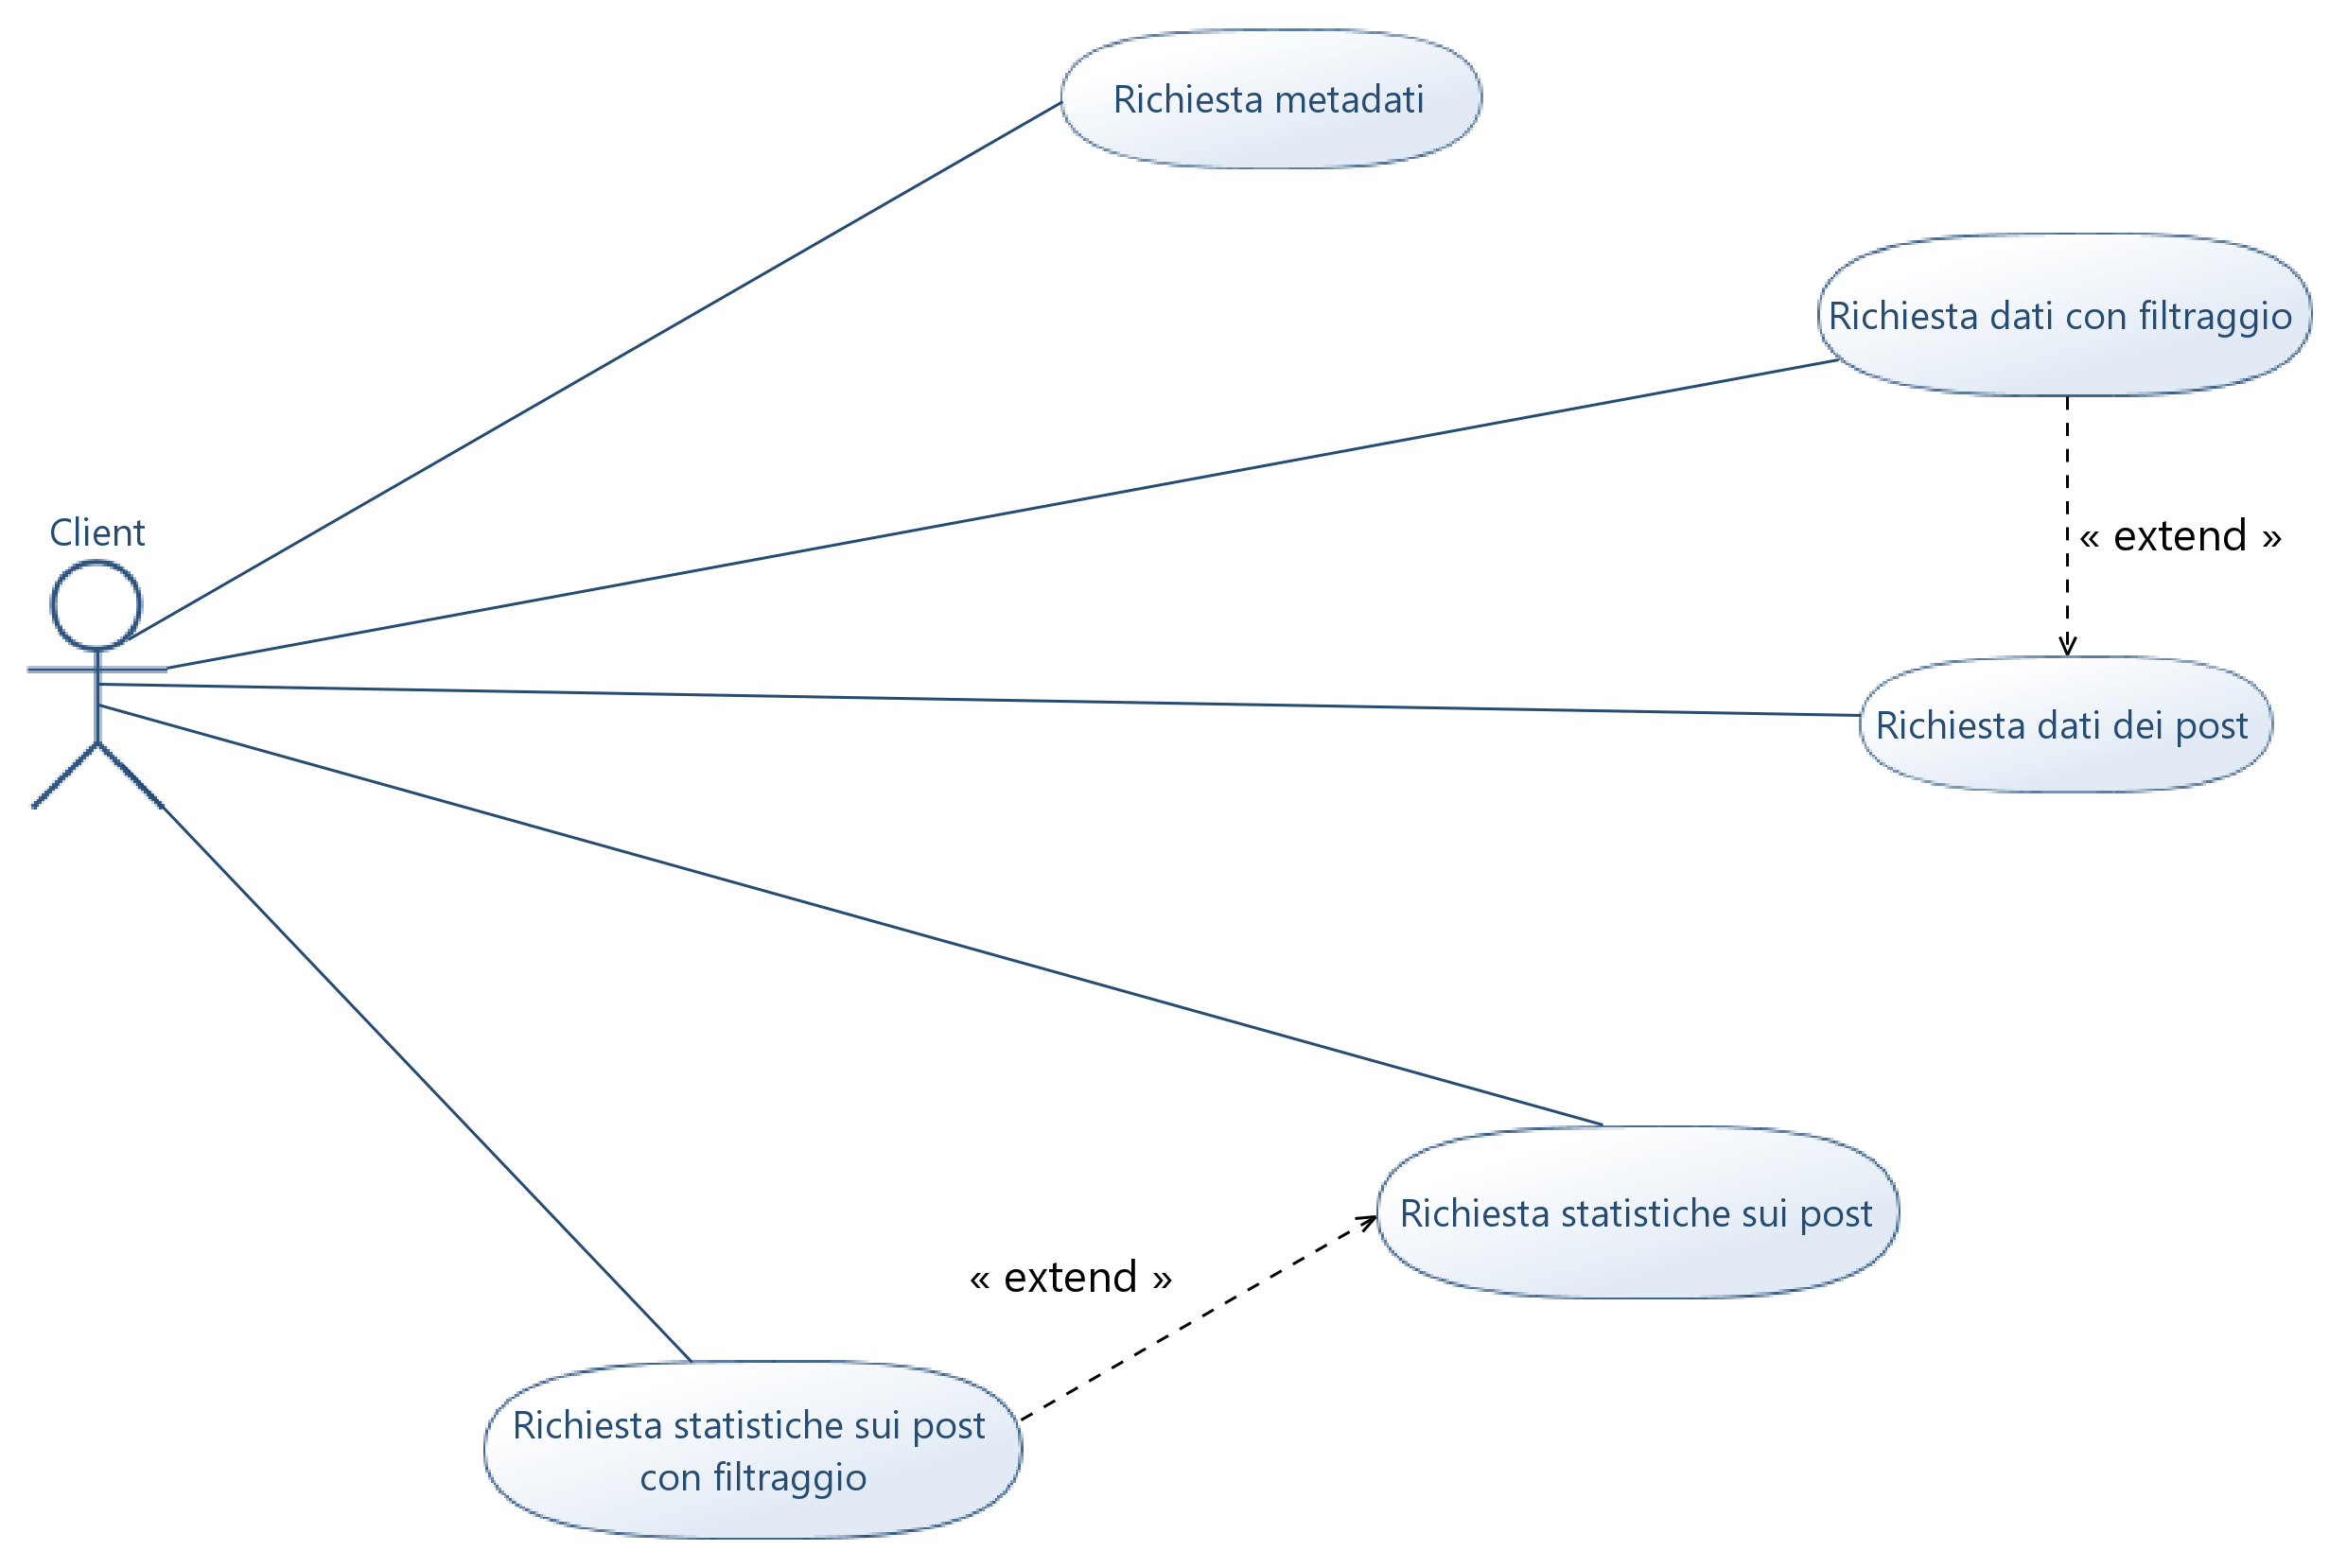 Richiesta metadati
Richiesta dati con filtraggio
Client
« extend »
Richiesta dati dei post
Richiesta statistiche sui post
« extend »
Richiesta statistiche sui post
con filtraggio